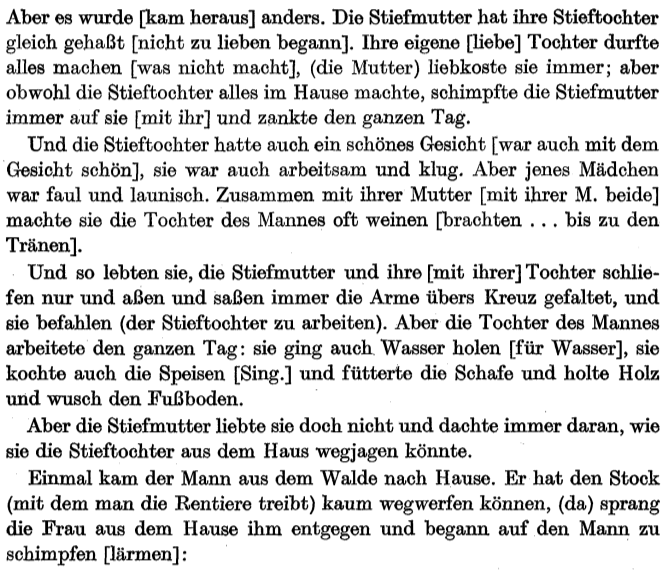 Aber es wurde [kam heraus] anders. Die Stiefmutter hat ihre Stieftochter
gleich gehaßt [nicht zu lieben begann]. Ihre eigene [liebe] Tochter durfte
alles machen [was nicht macht], (die Mutter) liebkoste sie immer; aber
obwohl die Stieftochter alles im Hause machte, schimpfte die Stiefmutter
immer auf sie [mit ihr] und zankte den ganzen Tag.
Und die Stieftochter hatte auch ein schönes Gesicht [war auch mit dem
Gesicht schön], sie war auch arbeitsam und klug. Aber jenes Mädchen
war faul und launisch. Zusammen mit ihrer Mutter [mit ihrer M. beide]
machte sie die Tochter des Mannes oft weinen [brachten ... bis zu den
Tränen].
Und so lebten sie, die Stiefmutter und ihre [mit ihrer] Tochter schlie-
fen nur und aßen und saßen immer die Arme übers Kreuz gefaltet, und
sie befahlen (der Stieftochter zu arbeiten). Aber die Tochter des Mannes
arbeitete den ganzen Tag: sie ging auch Wasser holen [für Wasser], sie
kochte auch die Speisen [Sing.] und fütterte die Schafe und holte Holz
und wusch den Fußboden.
Aber die Stiefmutter liebte sie doch nicht und dachte immer daran, wie
sie die Stieftochter aus dem Haus wegjagen könnte.
Einmal kam der Mann aus dem Walde nach Hause. Er hat den Stock
(mit dem man die Rentiere treibt) kaum wegwerfen können, (da) sprang
die Frau aus dem Hause ihm entgegen und begann auf den Mann zu
schimpfen [lärmen]: